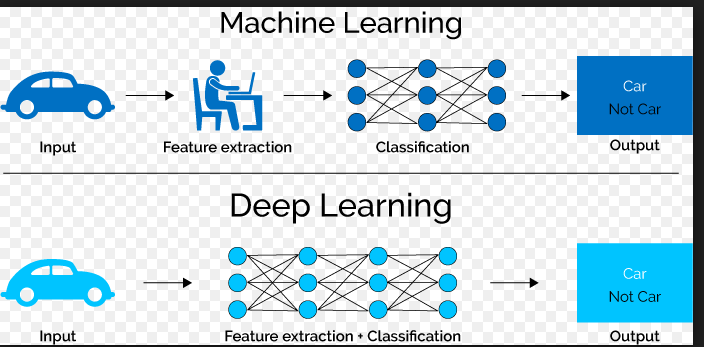 Machine Learning
Car
Not Car
Input
Feature extraction
Classification
Output
Deep Learning
Car
Not Car
Input
Feature extraction + Classification
Output